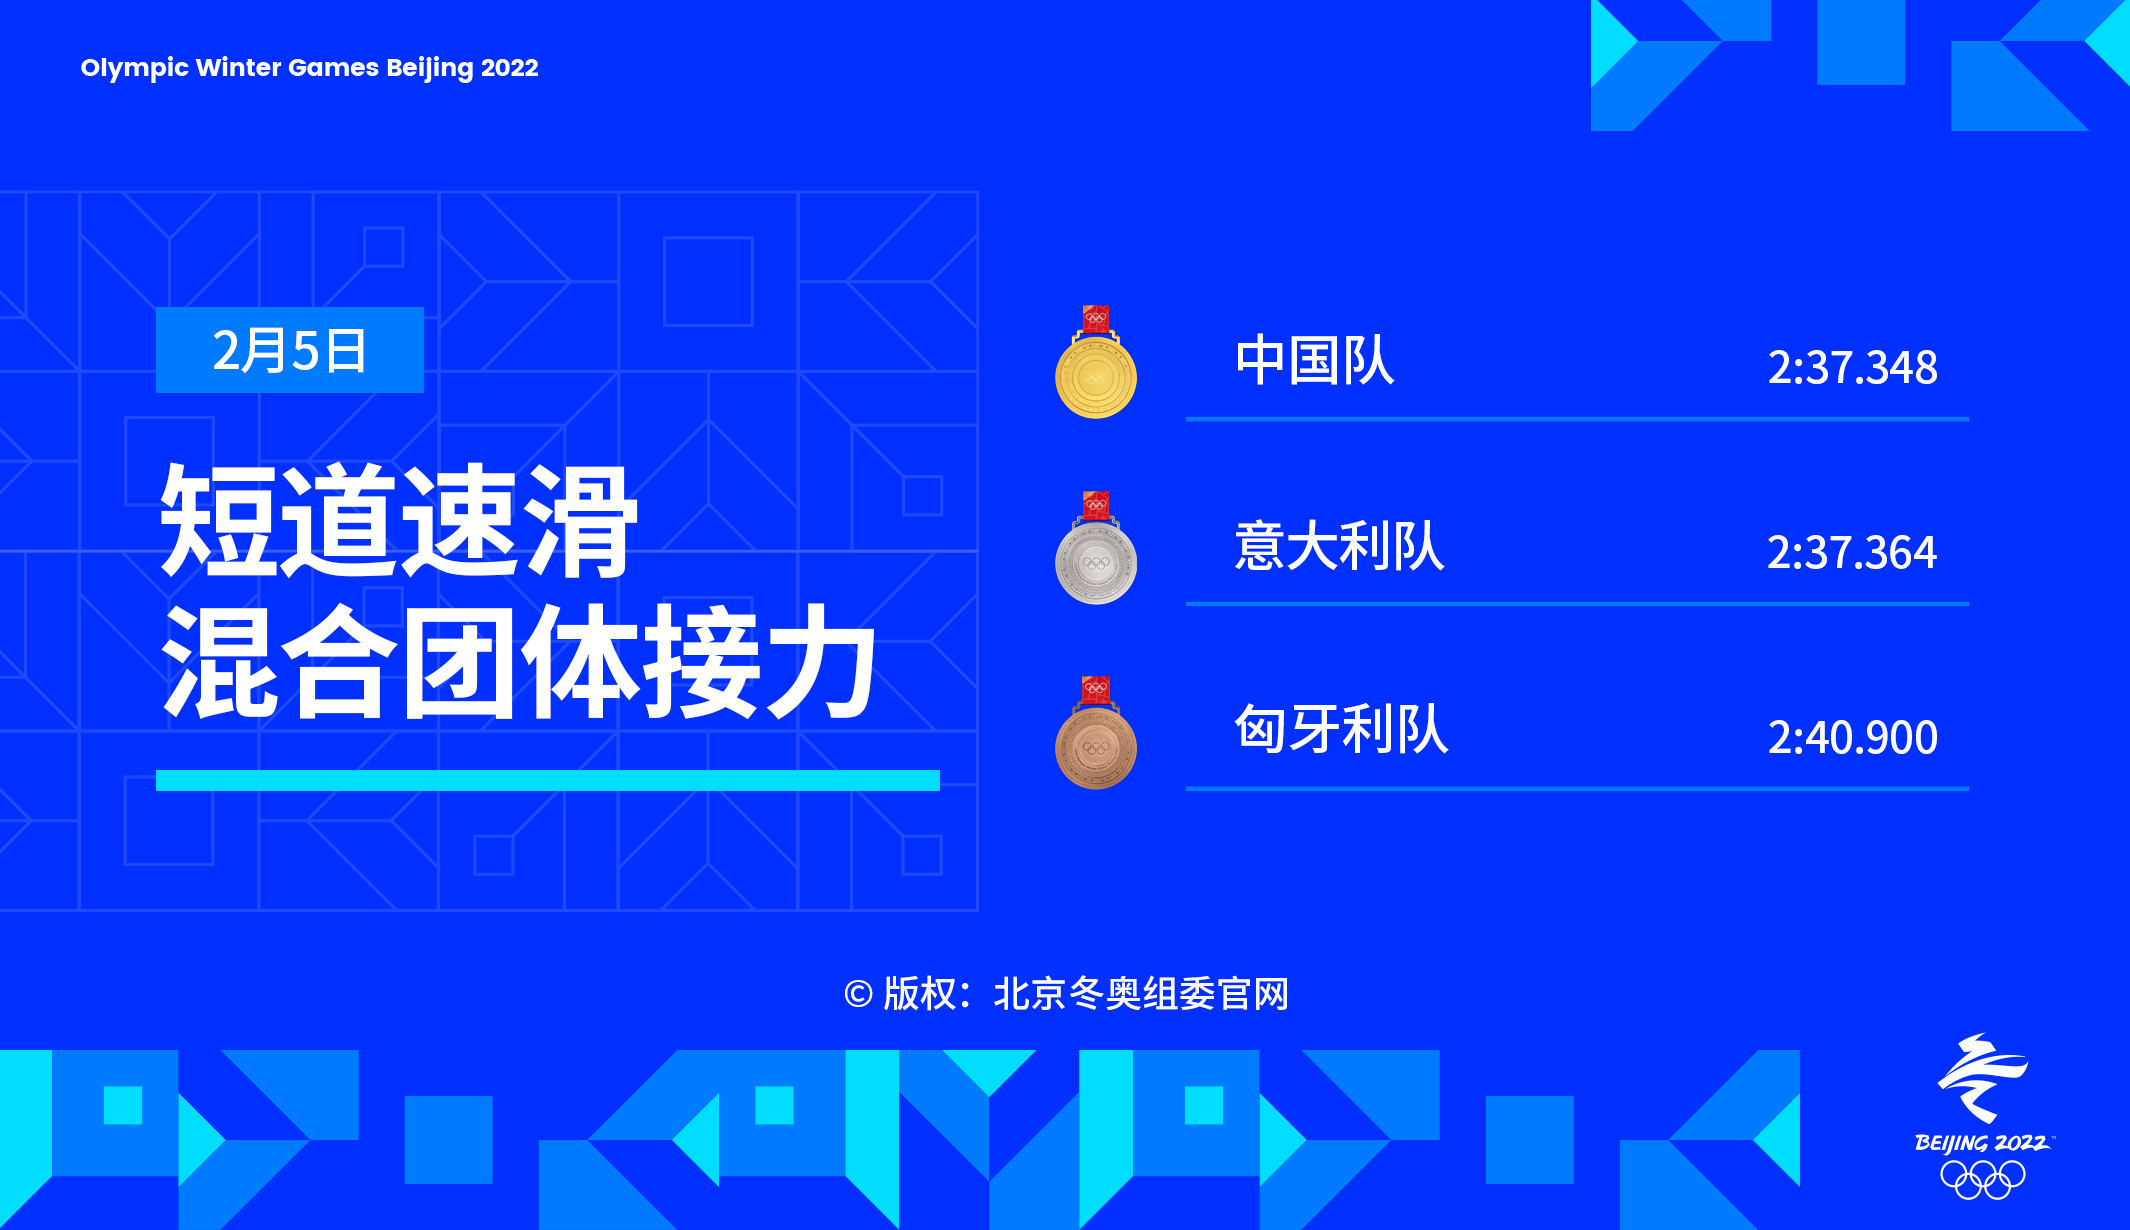 Olympic Winter Games Beijing 2022
2月5日
短道速滑
混合团体接力
中国队 2:37.348
意大利队 2:37.364
匈牙利队 2:40.900
© 版权：北京冬奥组委官网
BEIJING 2022™